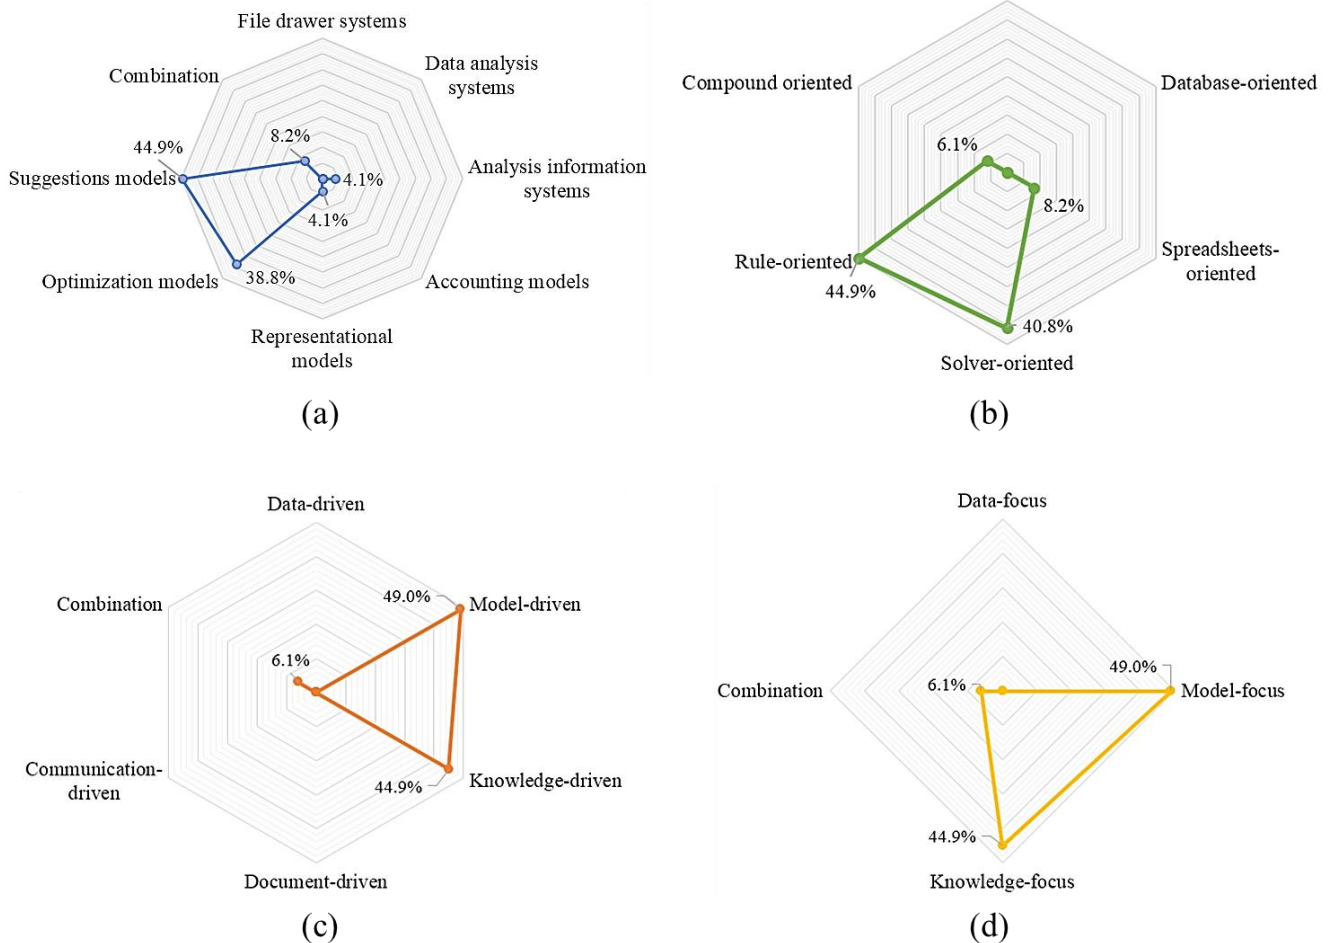 File drawer systems
Data analysis
systems
Combination
8.2%
44.9%
Suggestions models
4.1%
Analysis information
systems
4.1%
Optimization models
38.8%
Accounting models
Representational
models
(a)
Compound oriented
Database-oriented
6.1%
8.2%
Rule-oriented
44.9%
Spreadsheets-
oriented
40.8%
Solver-oriented
(b)
Data-driven
49.0%
Model-driven
Combination
6.1%
Communication-
driven
44.9%
Knowledge-driven
Document-driven
(c)
Data-focus
49.0%
Model-focus
6.1%
Combination
44.9%
Knowledge-focus
(d)